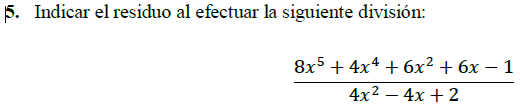 5. Indicar el residuo al efectuar la siguiente división:
8x⁵ + 4x⁴ + 6x² + 6x − 1
4x² − 4x + 2